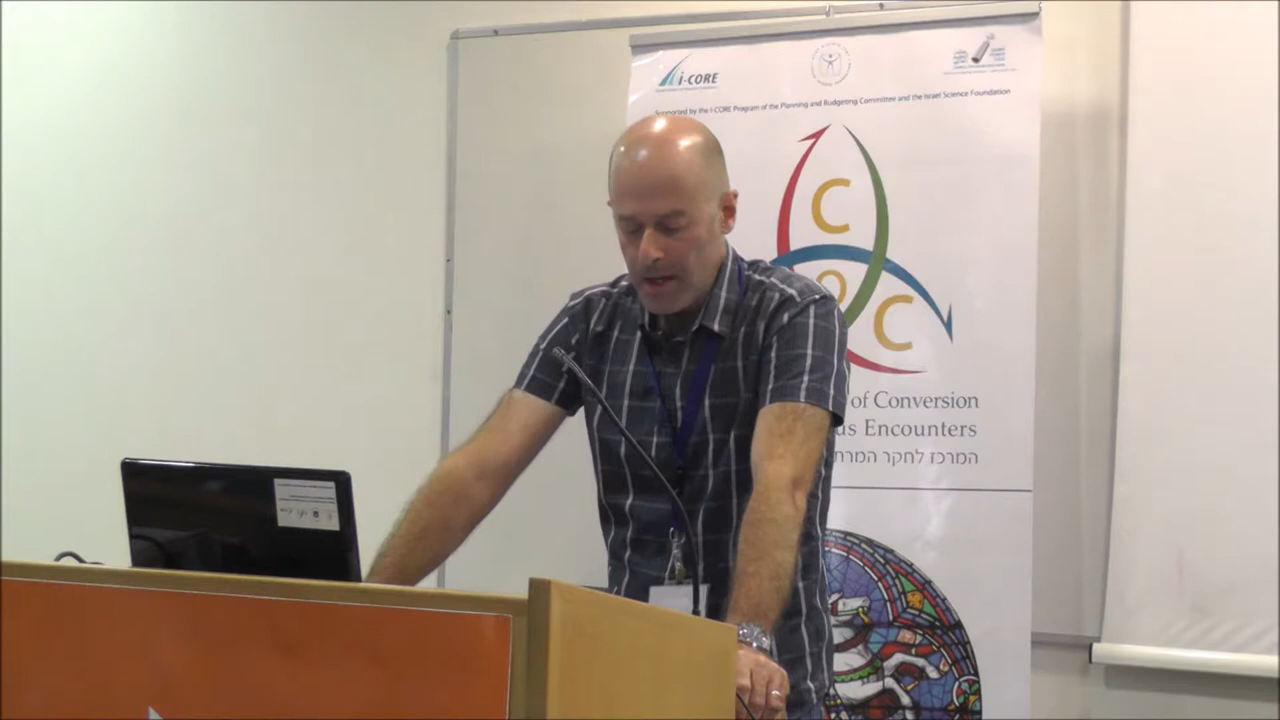 i-CORE
Supported by the I-CORE Program of the Planning and Budgeting Committee and the Israel Science Foundation
C
O
C
of Conversion
us Encounters
המרכז לחקר המרת